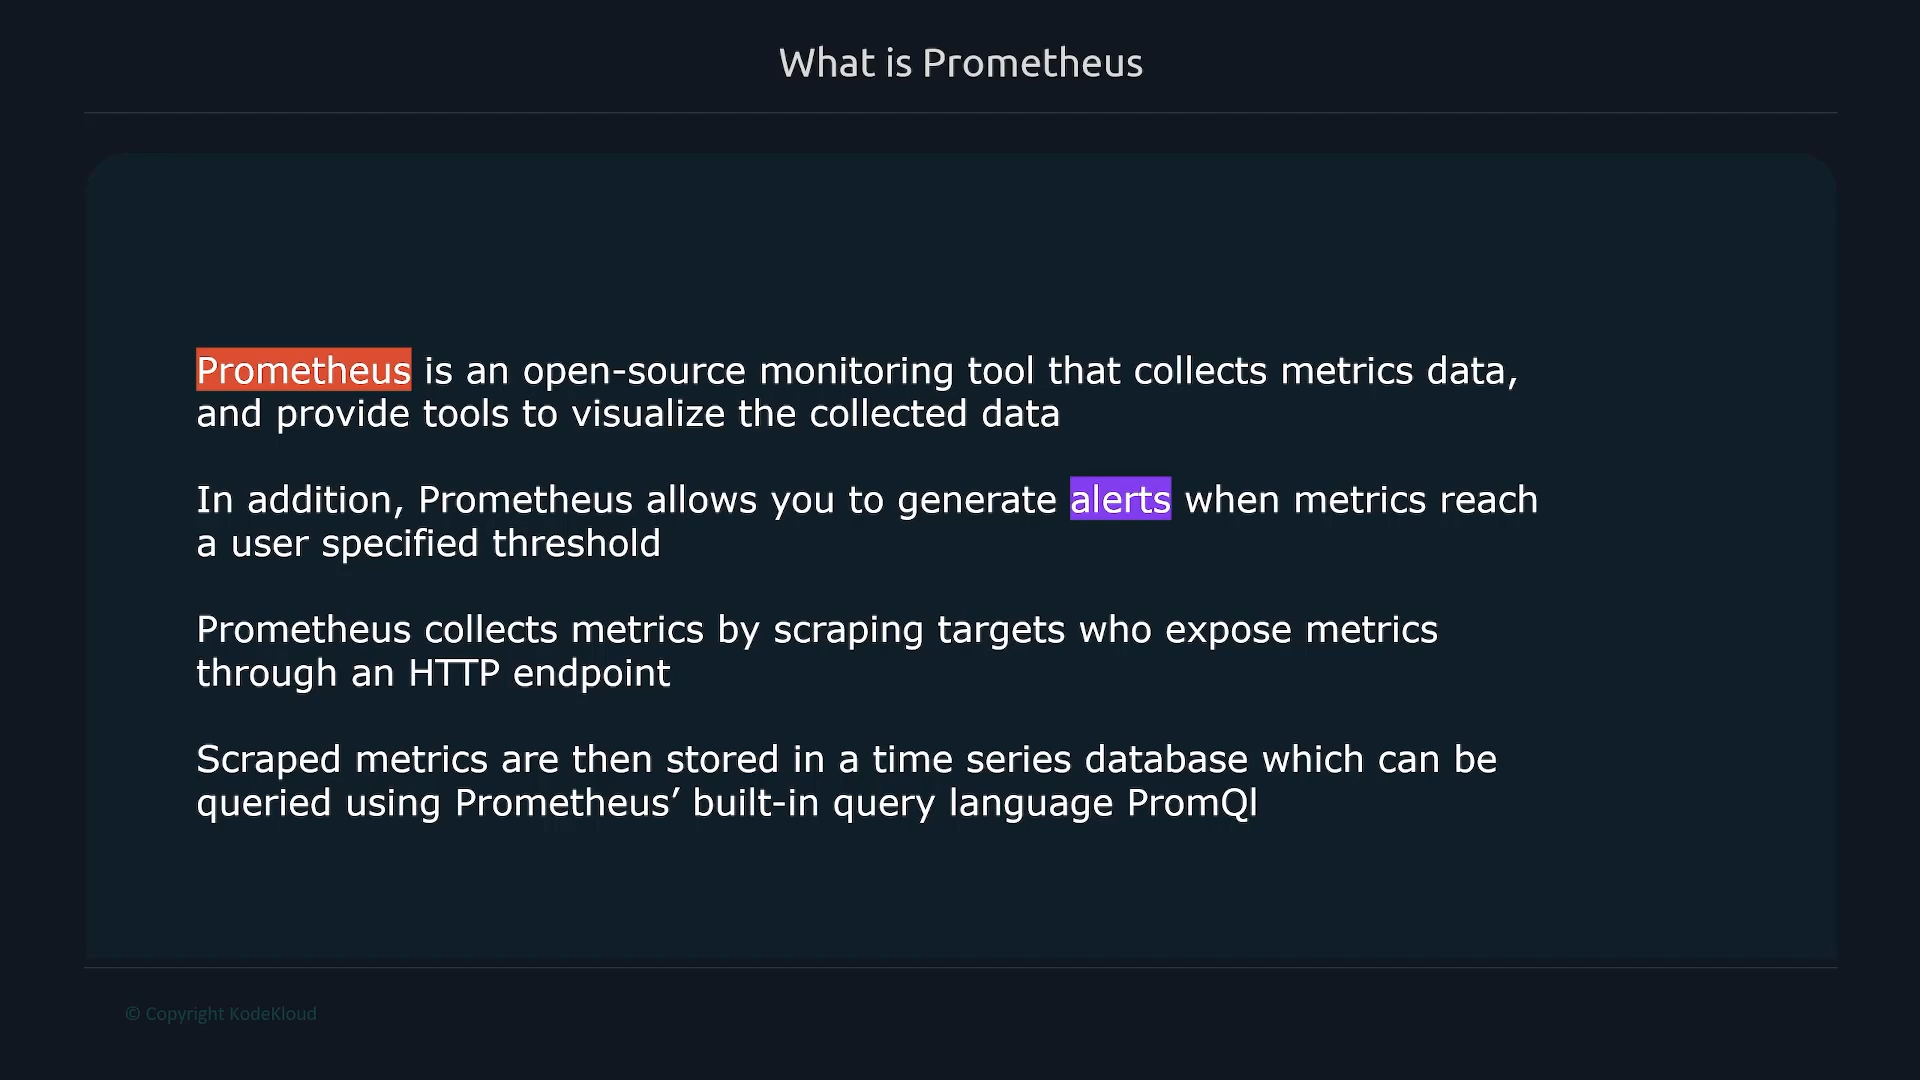 What is Prometheus
Prometheus is an open-source monitoring tool that collects metrics data,
and provide tools to visualize the collected data
In addition, Prometheus allows you to generate alerts when metrics reach
a user specified threshold
Prometheus collects metrics by scraping targets who expose metrics
through an HTTP endpoint
Scraped metrics are then stored in a time series database which can be
queried using Prometheus’ built-in query language PromQl
© Copyright KodeKloud